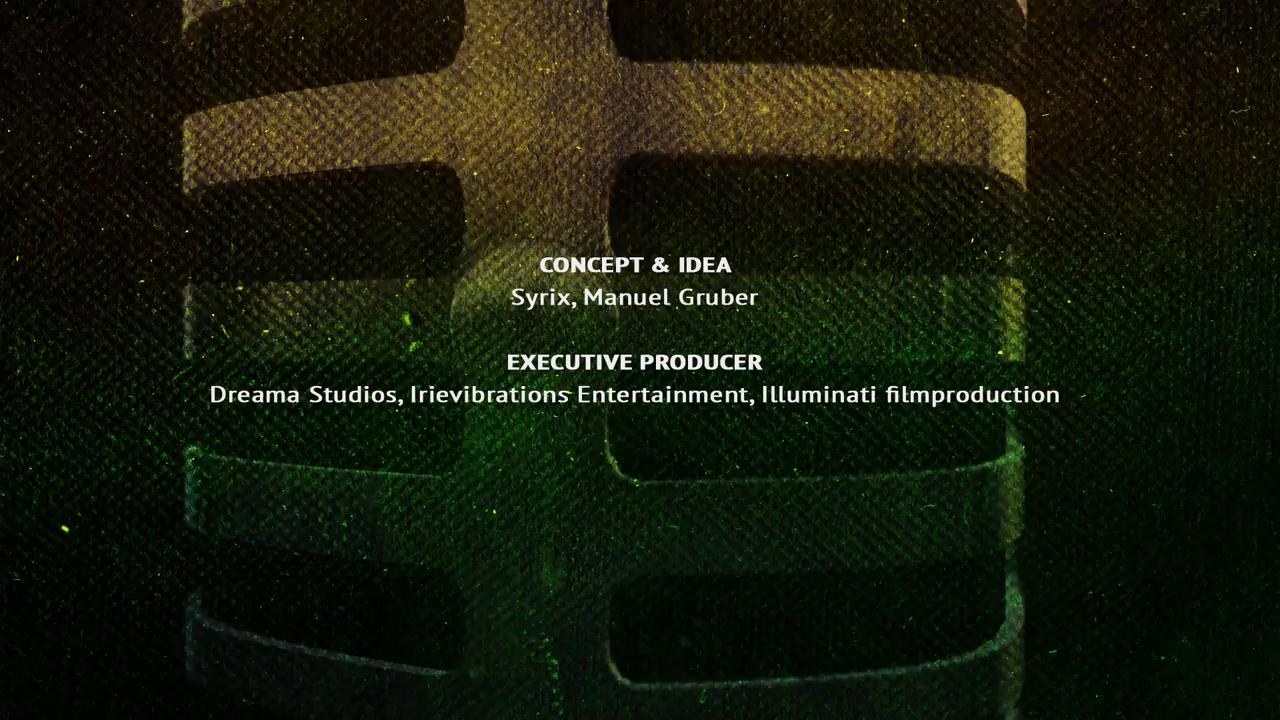 CONCEPT & IDEA
Syrix, Manuel Gruber
EXECUTIVE PRODUCER
Dreama Studios, Irievibrations Entertainment, Illuminati filmproduction